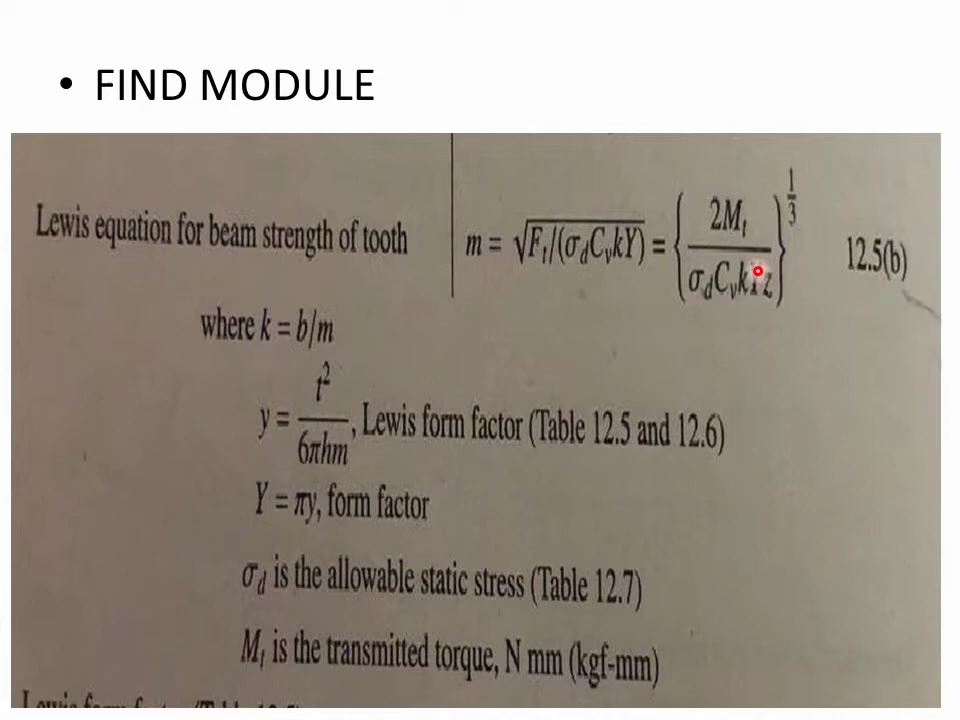 • FIND MODULE
Lewis equation for beam strength of tooth m = √F_t/(σ_d C_v kY) = {2M_t / σ_d C_v kYz}^(1/3) 12.5(b)
where k = b/m
y = t²/6πhm, Lewis form factor (Table 12.5 and 12.6)
Y = πy, form factor
σ_d is the allowable static stress (Table 12.7)
M_t is the transmitted torque, N mm (kgf-mm)